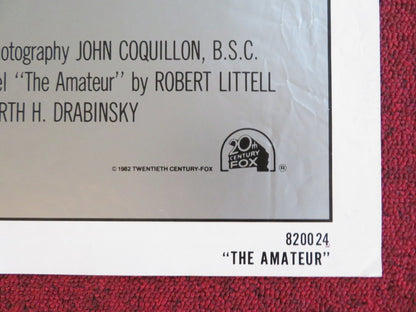 otography JOHN COQUILLON, B.S.C.
el "The Amateur" by ROBERT LITTELL
RTH H. DRABINSKY
20th
CENTURY
FOX
®
© 1982 TWENTIETH CENTURY-FOX
820024
"THE AMATEUR"